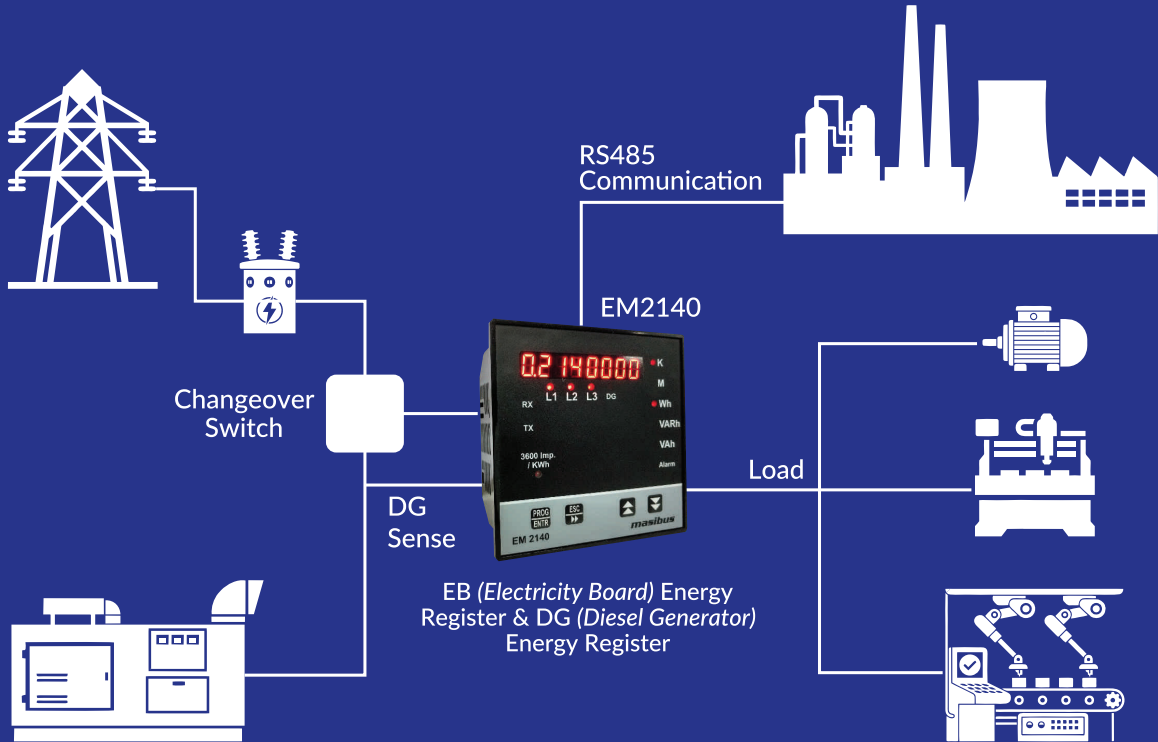 RS485
Communication
EM2140
0.2140000
K
M
L1 L2 L3 DG
RX
Wh
TX
VARh
VAh
3600 Imp.
/ KWh
Alarm
PROG
ENTR
ESC
masibus
EM 2140
Changeover
Switch
DG
Sense
Load
EB (Electricity Board) Energy
Register & DG (Diesel Generator)
Energy Register